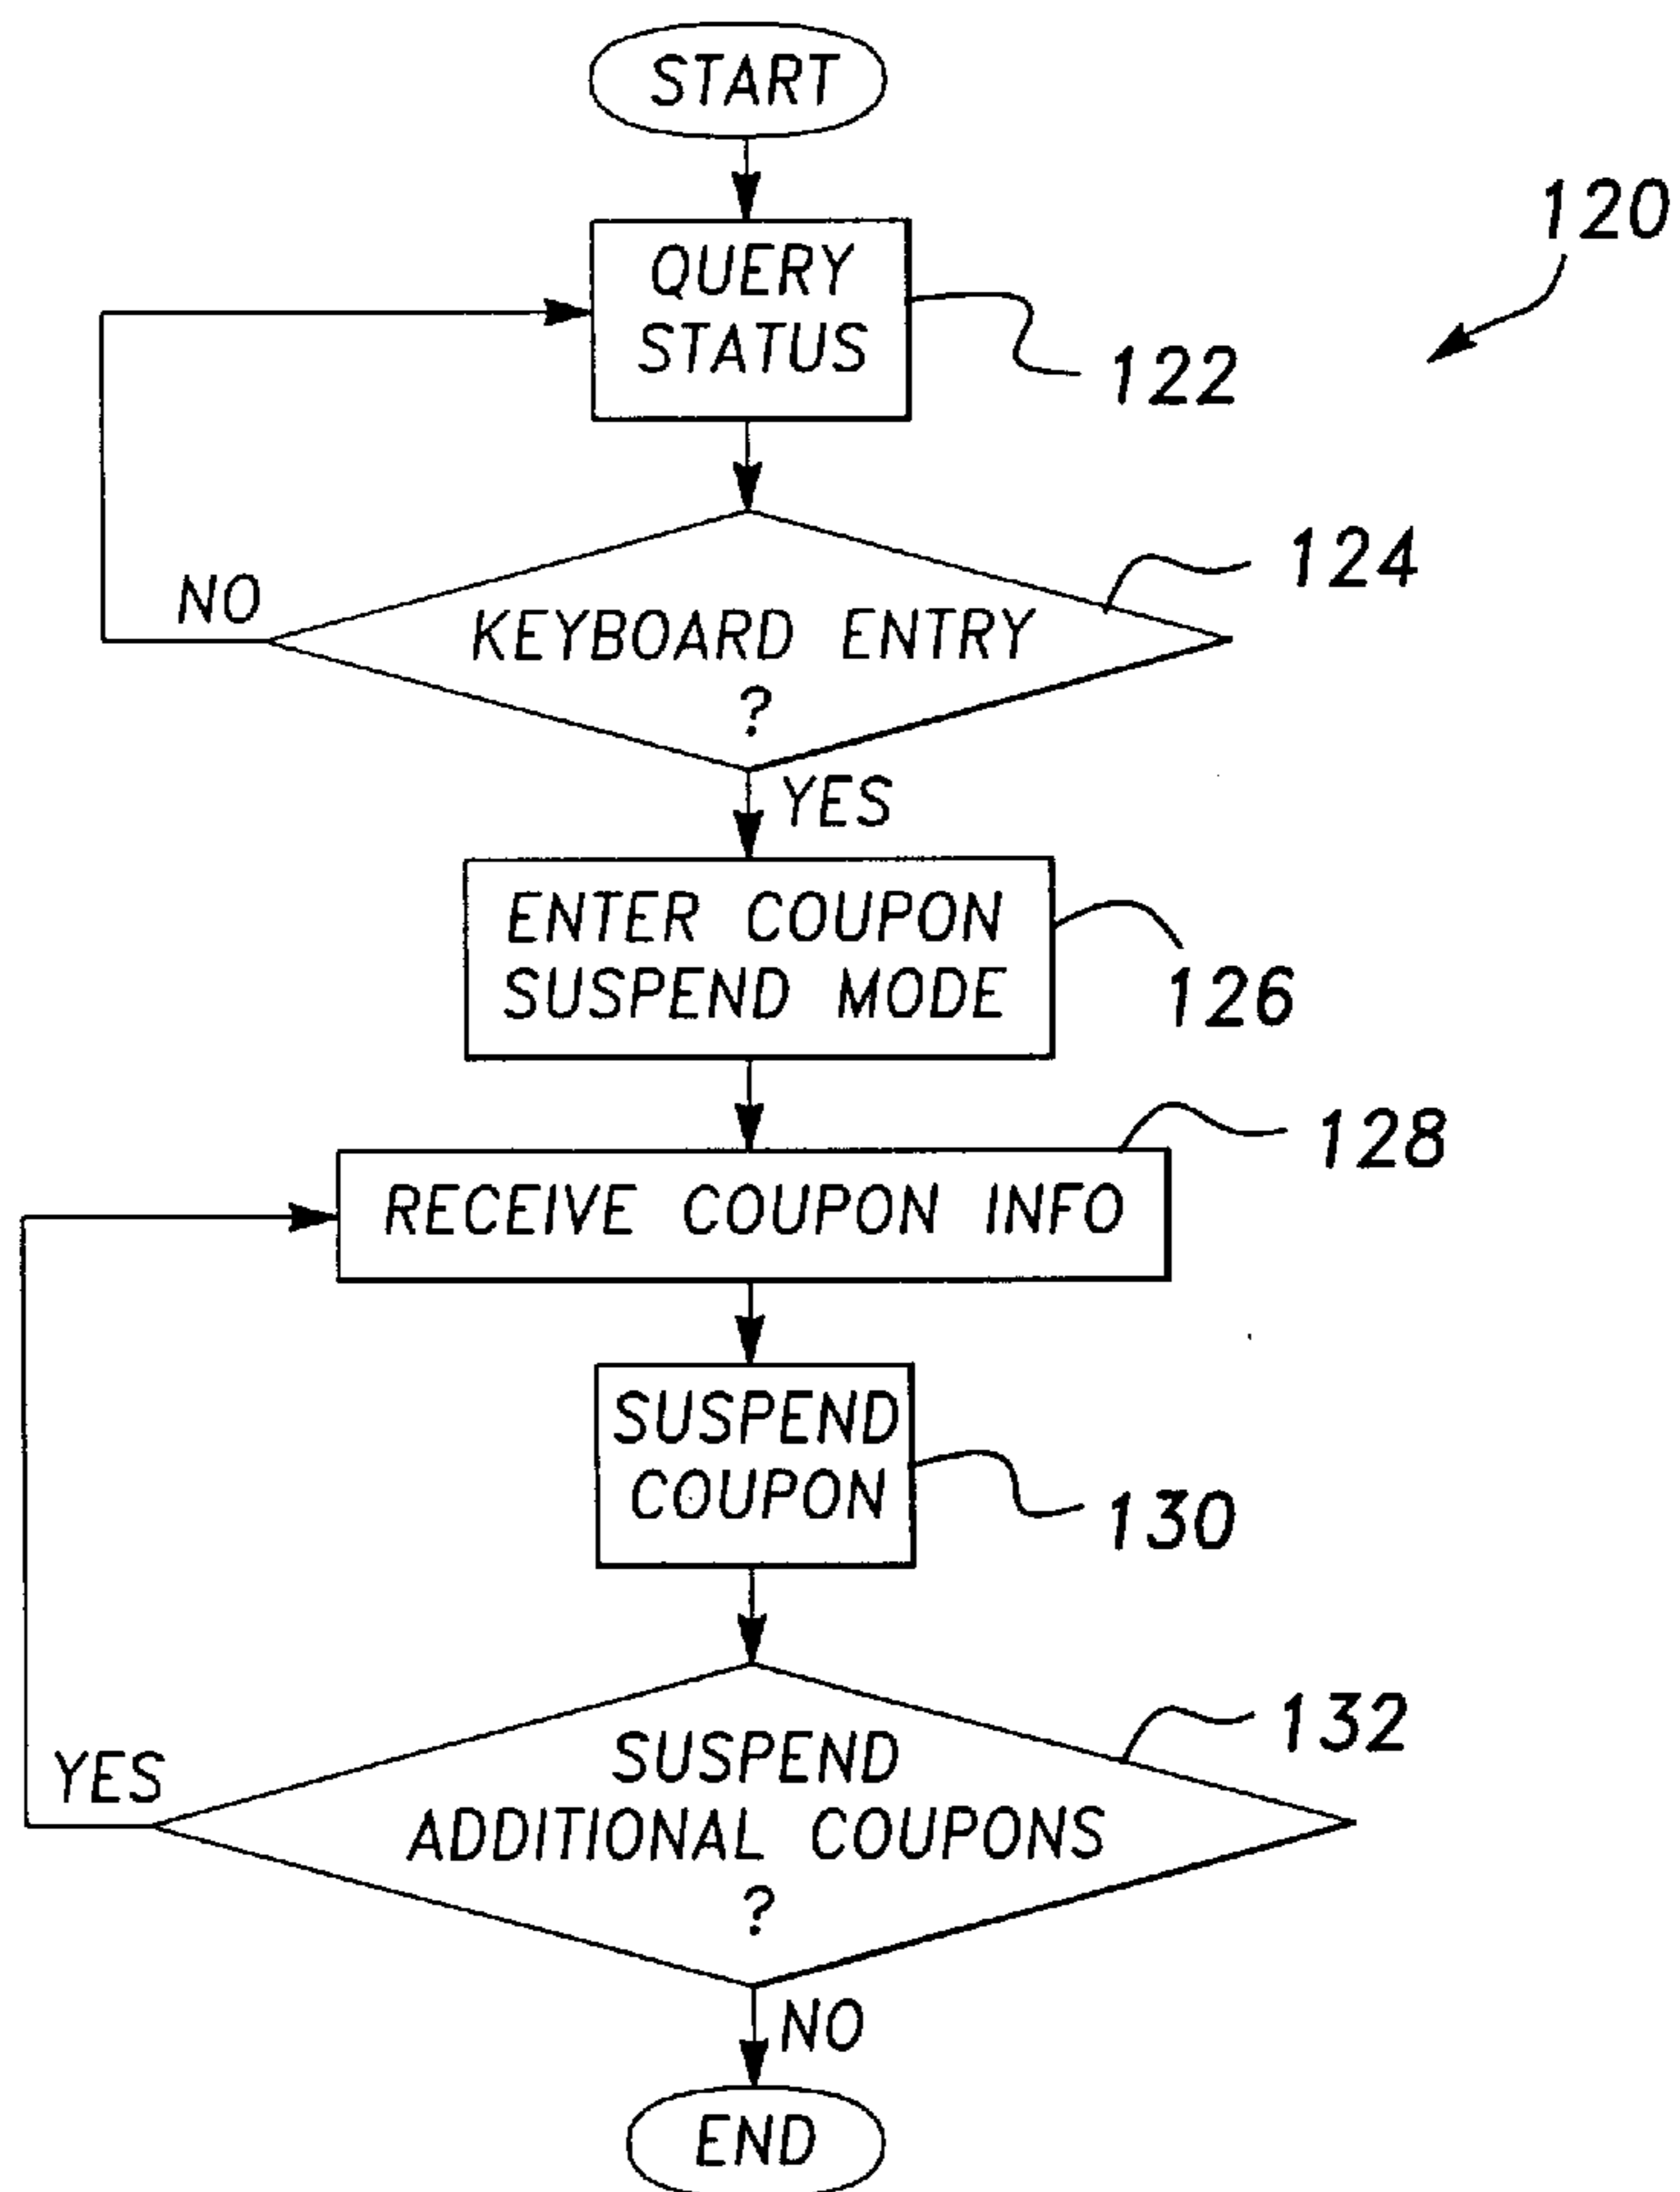 START
120
QUERY
STATUS
122
124
NO
KEYBOARD ENTRY
?
YES
ENTER COUPON
SUSPEND MODE
126
128
RECEIVE COUPON INFO
SUSPEND
COUPON
130
132
SUSPEND
YES
ADDITIONAL COUPONS
?
NO
END